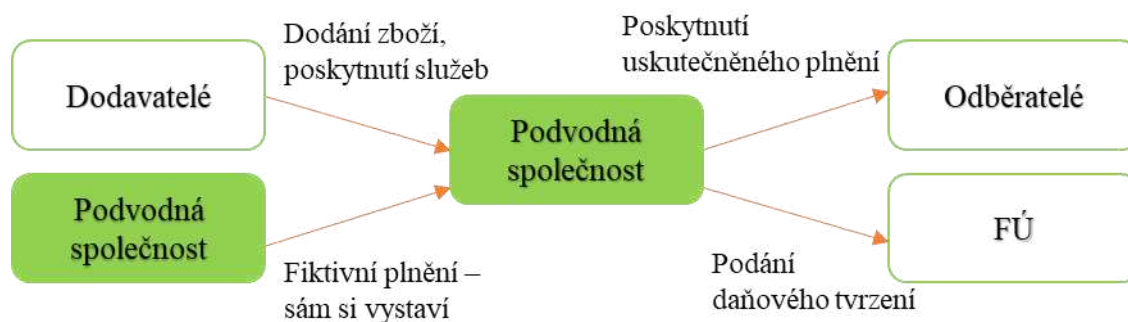 Dodání zboží,
poskytnutí služeb
Poskytnutí
uskutečněného plnění
Dodavatelé
Podvodná
společnost
Odběratelé
Podvodná
společnost
FÚ
Fiktivní plnění –
sám si vystaví
Podání
daňového tvrzení